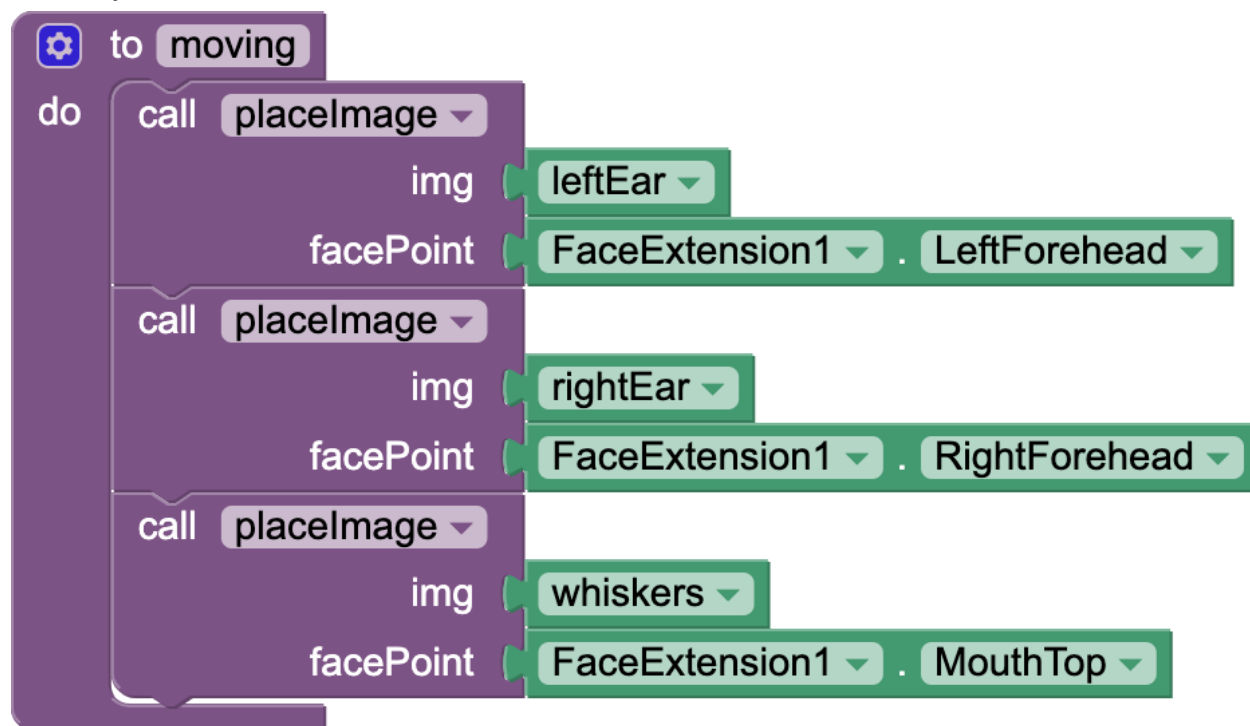 to moving
do call placeImage
img leftEar
facePoint FaceExtension1 . LeftForehead
call placeImage
img rightEar
facePoint FaceExtension1 . RightForehead
call placeImage
img whiskers
facePoint FaceExtension1 . MouthTop